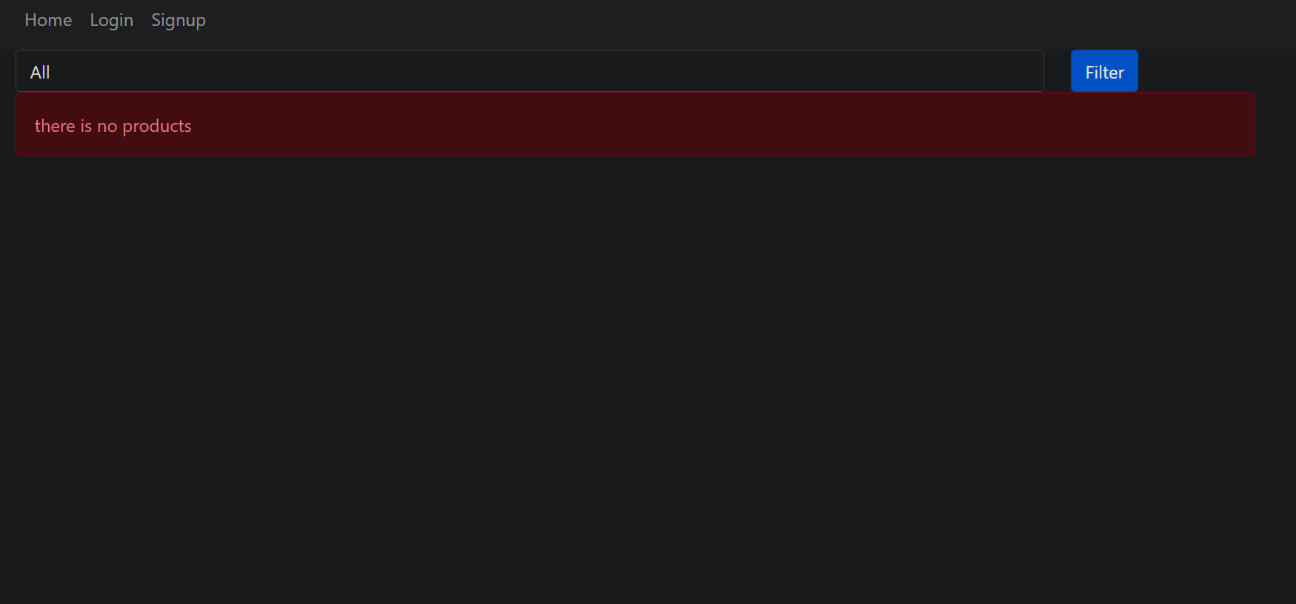 Home Login Signup
All Filter
there is no products